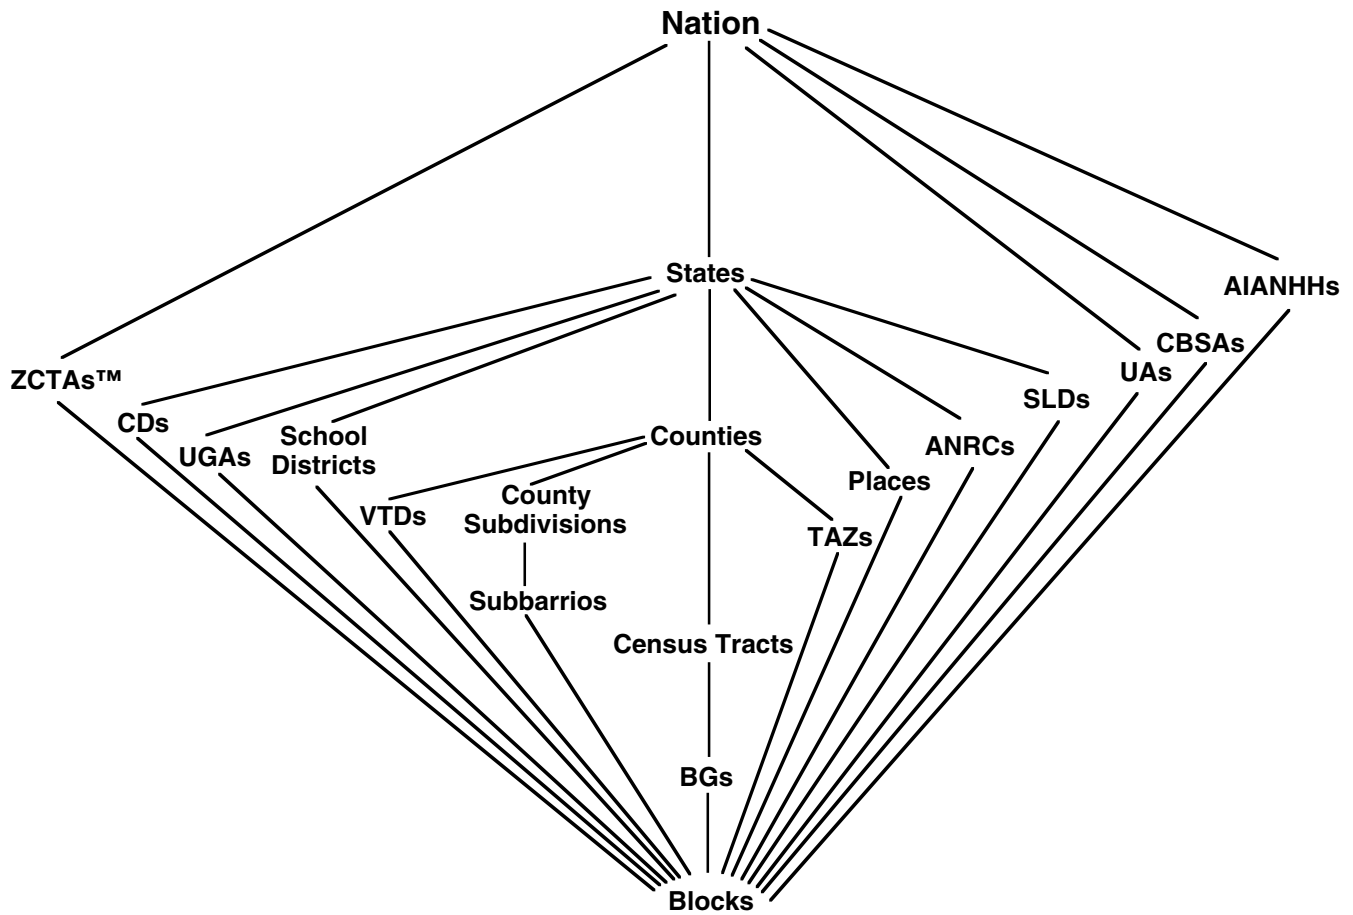 Nation
States
AIANHHs
CBSAs
UAs
ZCTAs™
SLDs
CDs
UGAs
School
Districts
Counties
ANRCs
Places
VTDs
County
Subdivisions
TAZs
Subbarrios
Census Tracts
BGs
Blocks